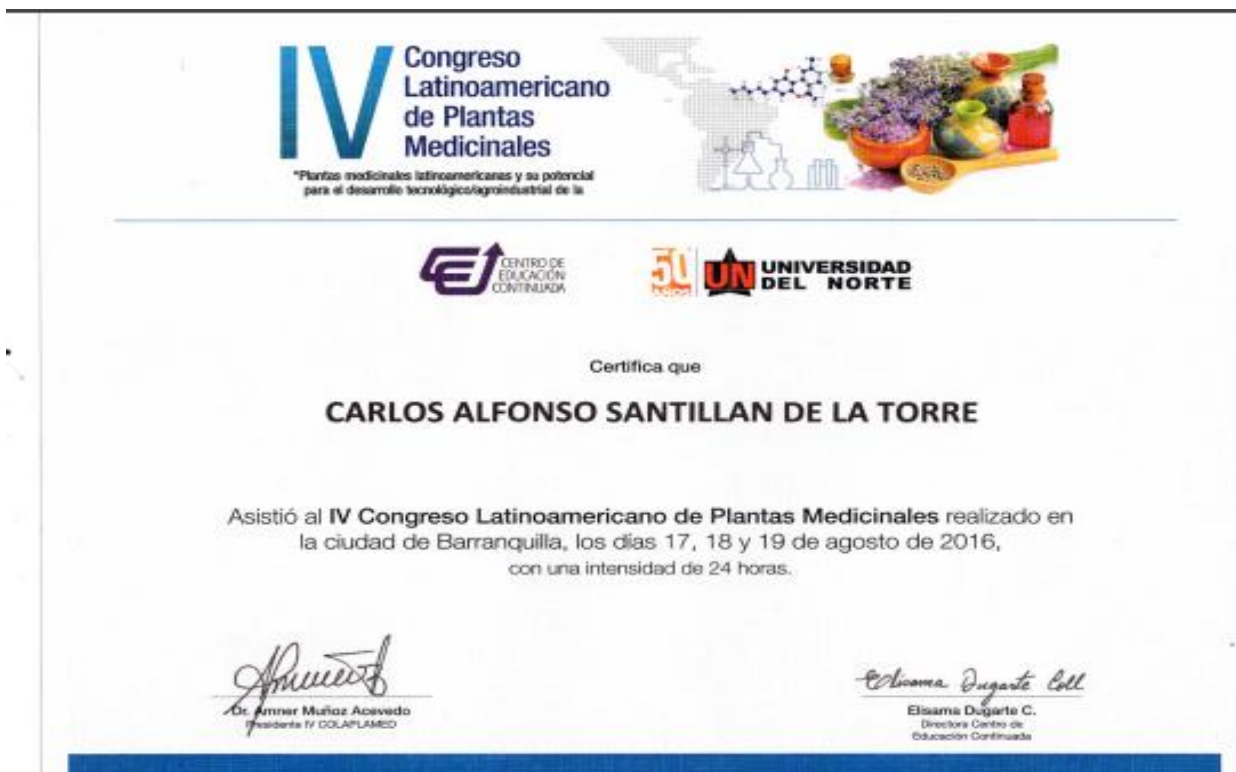 IV
Congreso
Latinoamericano
de Plantas
Medicinales
"Plantas medicinales latinoamericanas y su potencial
para el desarrollo tecnológico/agroindustrial de la
CENTRO DE
EDUCACIÓN
CONTINUADA
50
AÑOS
UN
UNIVERSIDAD
DEL NORTE
Certifica que
CARLOS ALFONSO SANTILLAN DE LA TORRE
Asistió al IV Congreso Latinoamericano de Plantas Medicinales realizado en
la ciudad de Barranquilla, los días 17, 18 y 19 de agosto de 2016,
con una intensidad de 24 horas.
Elisama Dugarte Coll
Dr. Amner Muñoz Acevedo
Presidente IV COLAPLAMED
Elisama Dugarte C.
Directora Centro de
Educación Continuada